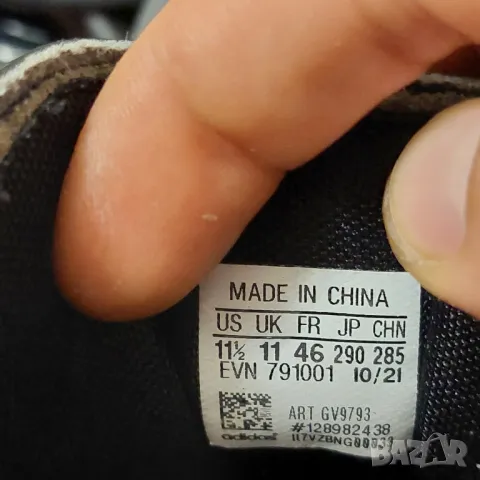 MADE IN CHINA
US UK FR JP CHN
11½ 11 46 290 285
EVN 791001 10/21
ART GV9793
#128982438
adidas
BAZAR
bg